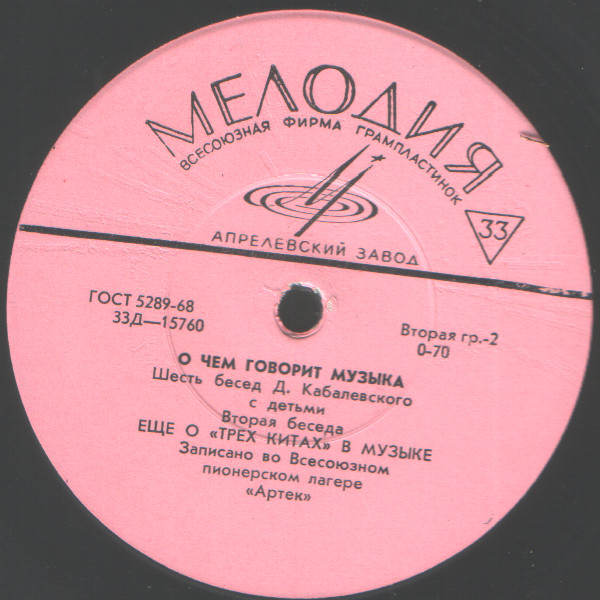 МЕЛОДИЯ
ВСЕСОЮЗНАЯ ФИРМА ГРАМПЛАСТИНОК
33
АПРЕЛЕВСКИЙ ЗАВОД
ГОСТ 5289-68
33Д—15760
Вторая гр.-2
0-70
О ЧЕМ ГОВОРИТ МУЗЫКА
Шесть бесед Д. Кабалевского
с детьми
Вторая беседа
ЕЩЕ О «ТРЕХ КИТАХ» В МУЗЫКЕ
Записано во Всесоюзном
пионерском лагере
«Артек»